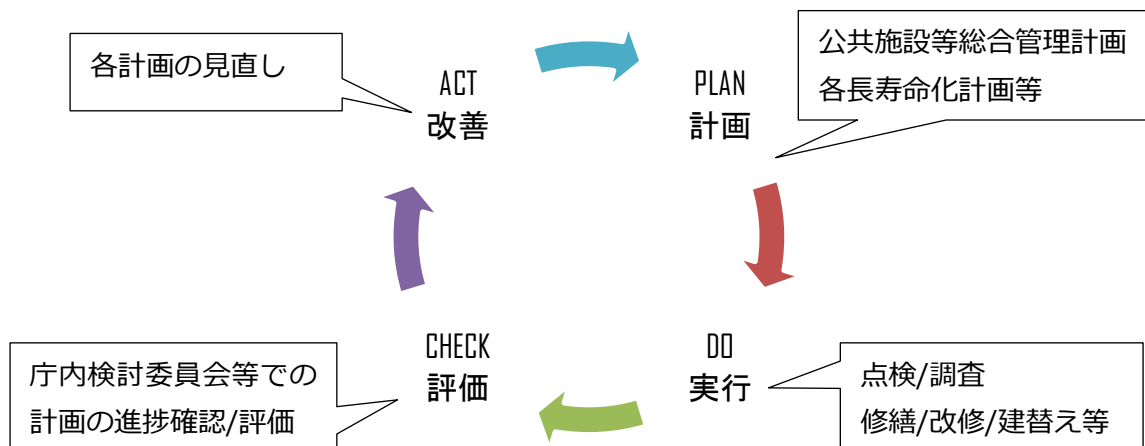 各計画の見直し
ACT
改善
PLAN
計画
公共施設等総合管理計画
各長寿命化計画等
CHECK
評価
庁内検討委員会等での
計画の進捗確認/評価
DO
実行
点検/調査
修繕/改修/建替え等